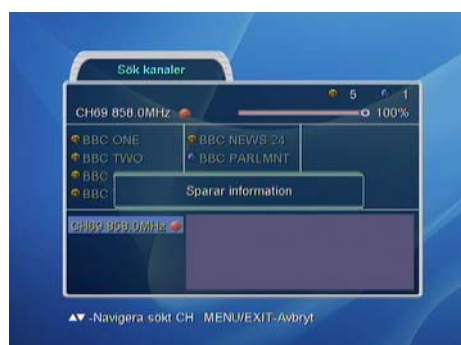 Sök kanaler
5 1
CH69 858.0MHz 100%
BBC ONE BBC NEWS 24
BBC TWO BBC PARLMNT
BBC
BBC
Sparar information
CH69 858.0MHz
▲▼-Navigera sökt CH MENU/EXIT-Avbryt